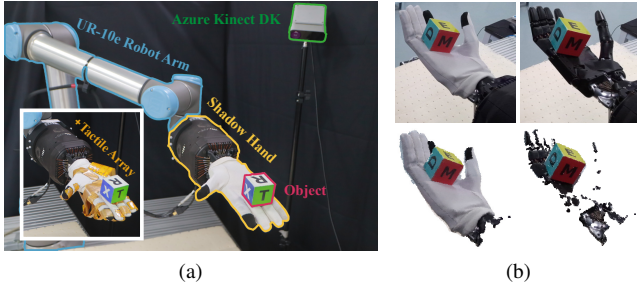 Azure Kinect DK
UR-10e Robot Arm
Shadow Hand
+Tactile Array
Object
R
X T
E
D M
E
D M
E
D M
M
(a)
(b)